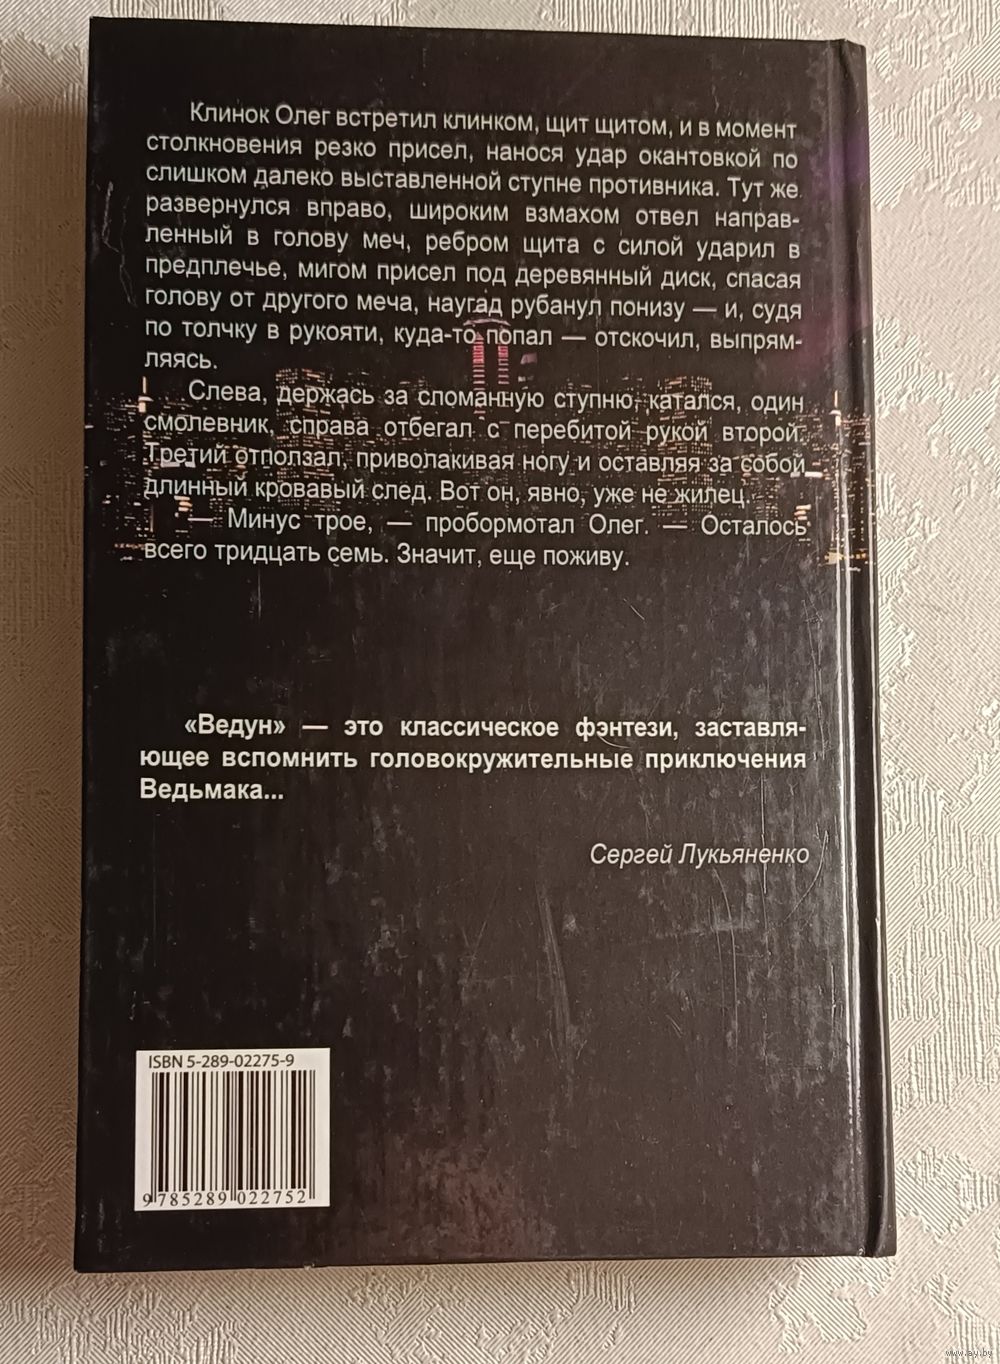 Клинок Олег встретил клинком, щит щитом, и в момент
столкновения резко присел, нанося удар окантовкой по
слишком далеко выставленной ступне противника. Тут же
развернулся вправо, широким взмахом отвел направ-
ленный в голову меч, ребром щита с силой ударил в
предплечье, мигом присел под деревянный диск, спасая
голову от другого меча, наугад рубанул понизу — и, судя
по толчку в рукояти, куда-то попал — отскочил, выпрям-
ляясь.
Слева, держась за сломанную ступню, катался, один
смолевник, справа отбегал с перебитой рукой второй.
Третий отползал, приволакивая ногу и оставляя за собой
длинный кровавый след. Вот он, явно, уже не жилец.
— Минус трое, — пробормотал Олег. — Осталось
всего тридцать семь. Значит, еще поживу.
«Ведун» — это классическое фэнтези, заставля-
ющее вспомнить головокружительные приключения
Ведьмака...
Сергей Лукьяненко
ISBN 5-289-02275-9
9 785289 022752
www.ay.by